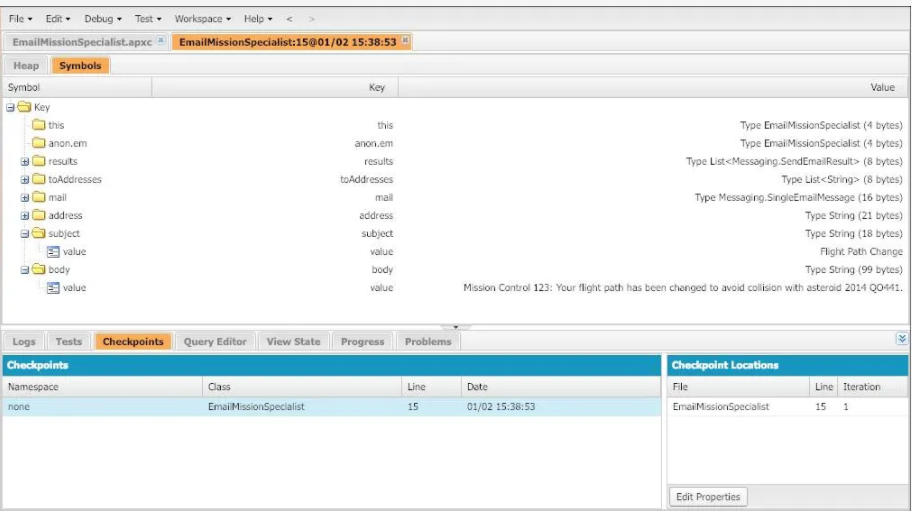 File Edit Debug Test Workspace Help < >
EmailMissionSpecialist.apxc EmailMissionSpecialist:15@01/02 15:38:53
Heap Symbols
Symbol Key Value
Key
this this Type EmailMissionSpecialist (4 bytes)
anon.em anon.em Type EmailMissionSpecialist (4 bytes)
results results Type List<Messaging.SendEmailResult> (8 bytes)
toAddresses toAddresses Type List<String> (8 bytes)
mail mail Type Messaging.SingleEmailMessage (16 bytes)
address address Type String (21 bytes)
subject subject Type String (18 bytes)
value value Flight Path Change
body body Type String (99 bytes)
value value Mission Control 123: Your flight path has been changed to avoid collision with asteroid 2014 QO441.
Logs Tests Checkpoints Query Editor View State Progress Problems
Checkpoints Checkpoint Locations
Namespace Class Line Date File Line Iteration
none EmailMissionSpecialist 15 01/02 15:38:53 EmailMissionSpecialist 15 1
Edit Properties